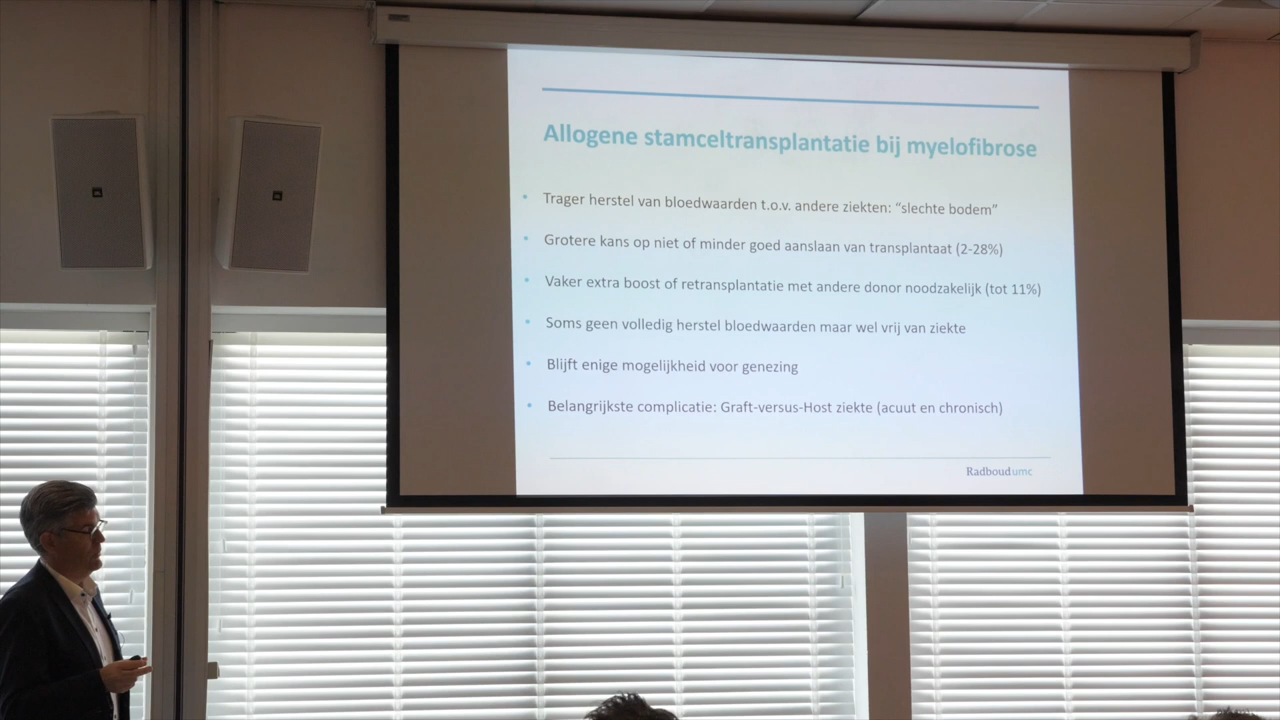 Allogene stamceltransplantatie bij myelofibrose
• Trager herstel van bloedwaarden t.o.v. andere ziekten: “slechte bodem”
• Grotere kans op niet of minder goed aanslaan van transplantaat (2-28%)
• Vaker extra boost of retransplantatie met andere donor noodzakelijk (tot 11%)
• Soms geen volledig herstel bloedwaarden maar wel vrij van ziekte
• Blijft enige mogelijkheid voor genezing
• Belangrijkste complicatie: Graft-versus-Host ziekte (acuut en chronisch)
Radboudumc